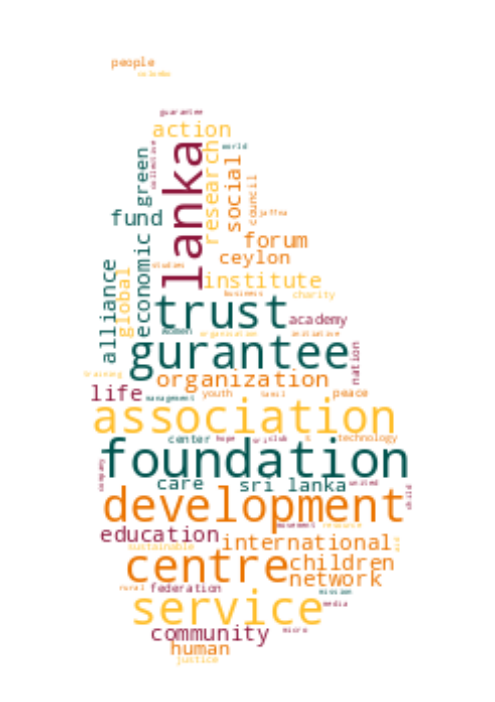 people
colombo
guarantee
action
world
green
collective
lanka
research
social
council
jaffna
fund
forum
economic
ceylon
studies
alliance
global
institute
business
charity
trust
academy
women
organisation
initiative
gurantee
nation
training
organization
life
management
youth
tamil
peace
association
center
hope
sri
club
technology
foundation
company
care
sri lanka
united
child
development
movement
resource
education
international
sustainable
centre
children
network
rural
federation
mission
service
media
community
micro
human
justice